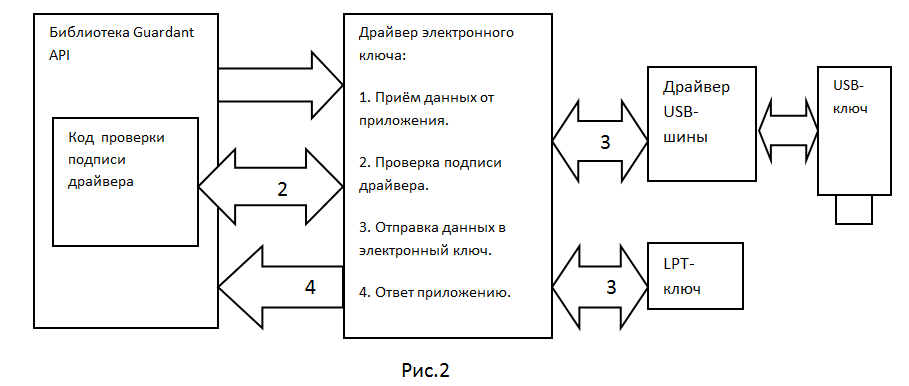 Библиотека Guardant
API
Код проверки
подписи
драйвера
2
4
Драйвер электронного
ключа:
1. Приём данных от
приложения.
2. Проверка подписи
драйвера.
3. Отправка данных в
электронный ключ.
4. Ответ приложению.
3
3
Драйвер
USB-
шины
USB-
ключ
LPT-
ключ
Рис.2